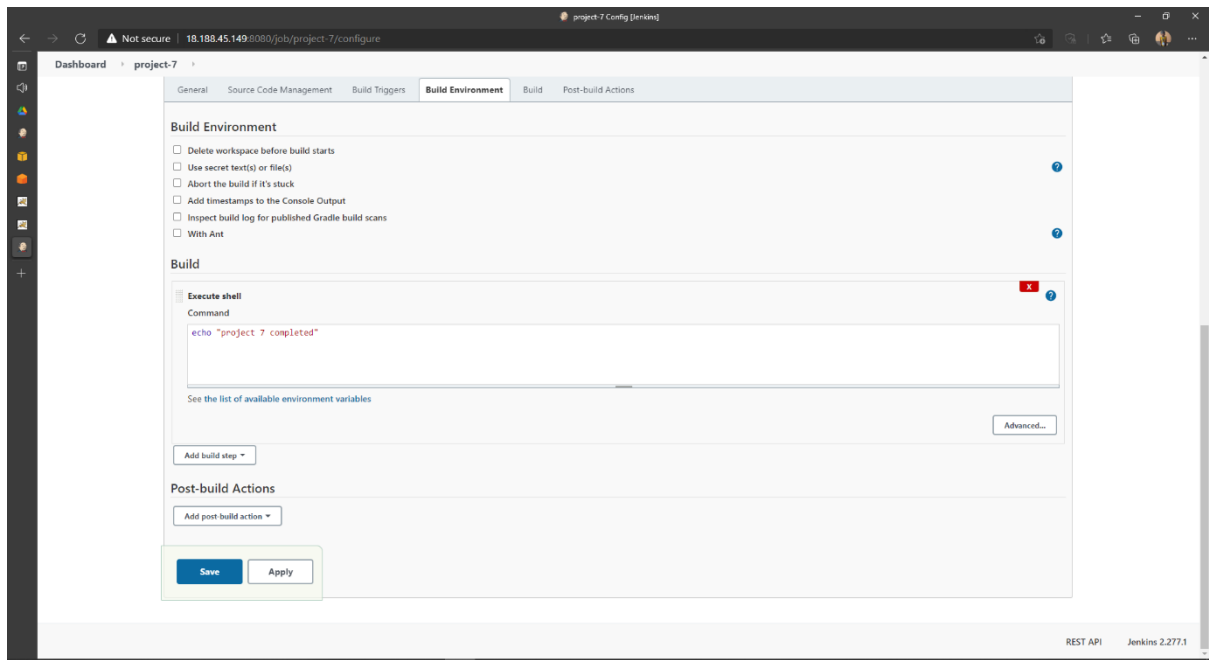 project-7 Config [Jenkins]
Not secure | 18.188.45.149:8080/job/project-7/configure
Dashboard project-7
General Source Code Management Build Triggers Build Environment Build Post-build Actions
Build Environment
Delete workspace before build starts
Use secret text(s) or file(s)
Abort the build if it's stuck
Add timestamps to the Console Output
Inspect build log for published Gradle build scans
With Ant
Build
X
Execute shell
Command
echo "project 7 completed"
See the list of available environment variables
Advanced...
Add build step
Post-build Actions
Add post-build action
Save Apply
REST API Jenkins 2.277.1